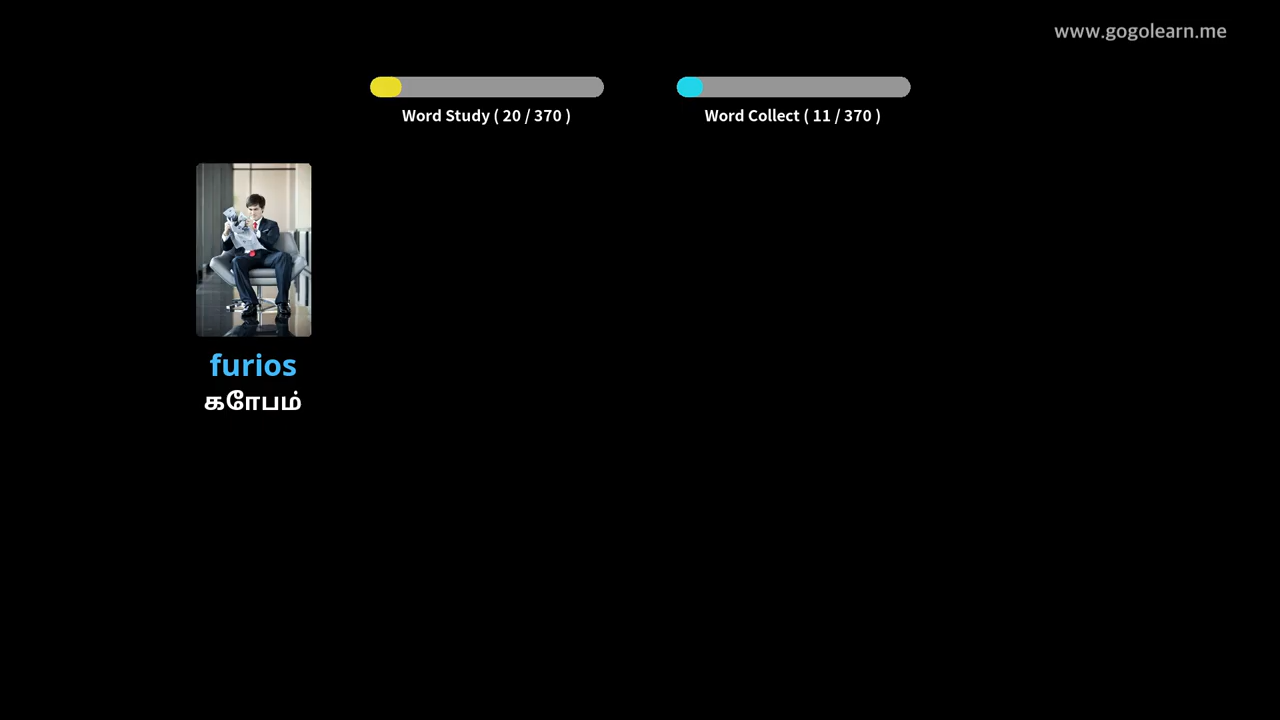 www.gogolearn.me
Word Study ( 20 / 370 )
Word Collect ( 11 / 370 )
furios
கோபம்